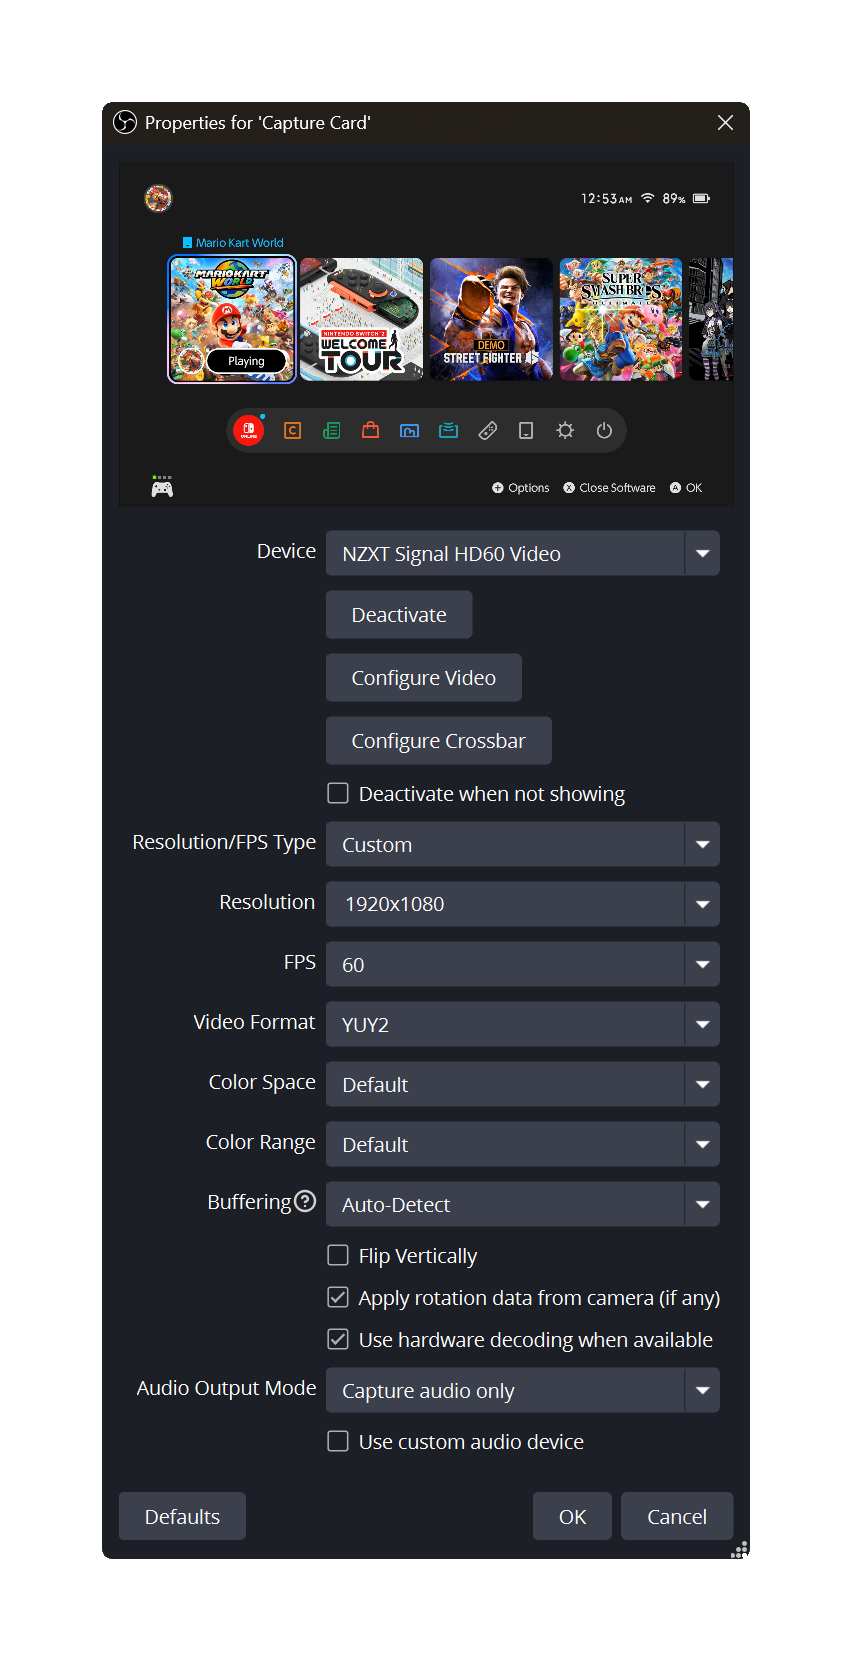 Properties for 'Capture Card'
12:53AM 89%
Mario Kart World
MARIOKART
WORLD
Playing
NINTENDO SWITCH 2
WELCOME
TOUR
DEMO
STREET FIGHTER 6
SUPER
SMASH BROS.
ULTIMATE
ONLINE
Options
Close Software
A OK
Device
NZXT Signal HD60 Video
Deactivate
Configure Video
Configure Crossbar
Deactivate when not showing
Resolution/FPS Type
Custom
Resolution
1920x1080
FPS
60
Video Format
YUY2
Color Space
Default
Color Range
Default
Buffering
Auto-Detect
Flip Vertically
Apply rotation data from camera (if any)
Use hardware decoding when available
Audio Output Mode
Capture audio only
Use custom audio device
Defaults
OK
Cancel